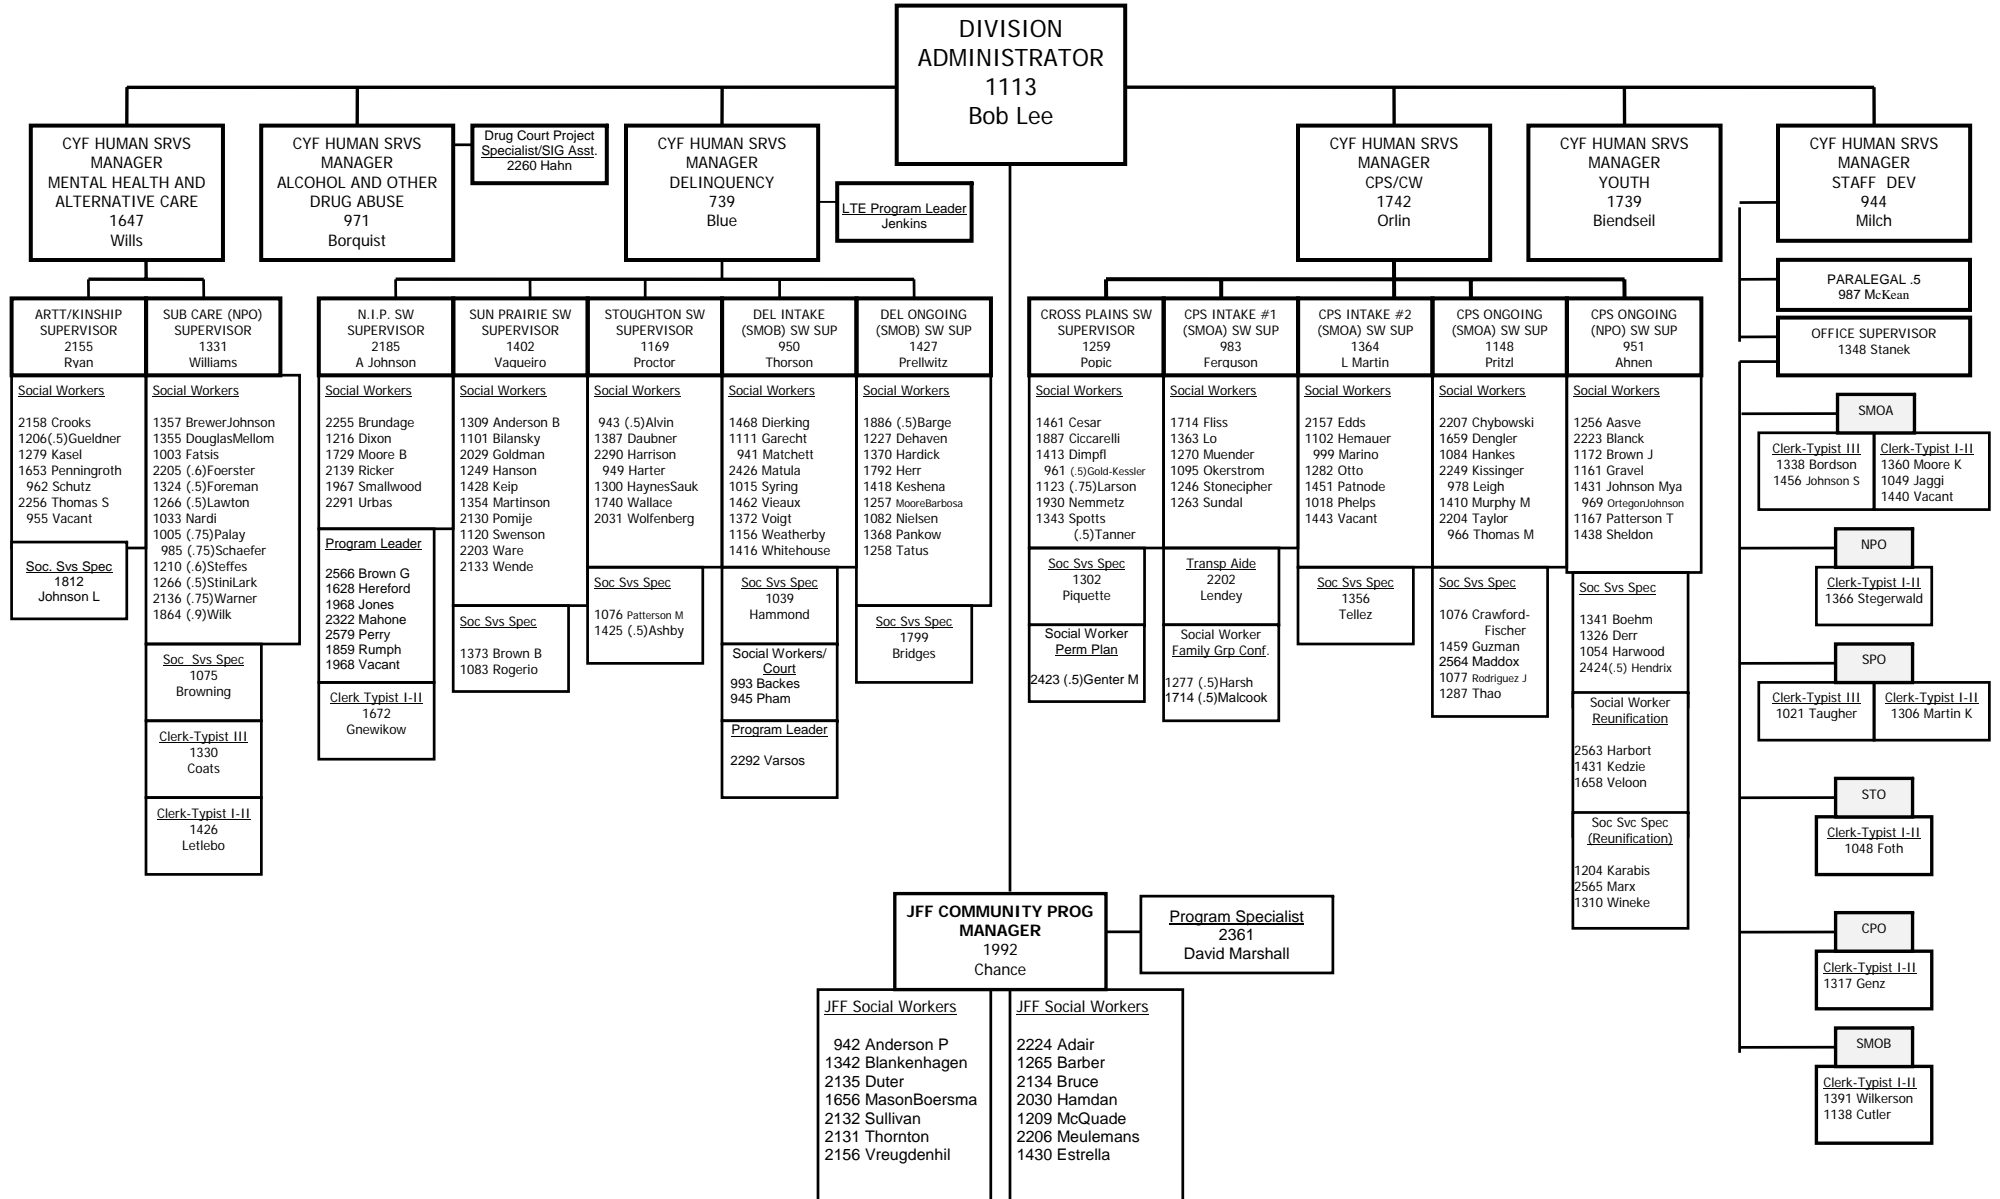 DIVISION
ADMINISTRATOR
1113
Bob Lee
CYF HUMAN SRVS
MANAGER
MENTAL HEALTH AND
ALTERNATIVE CARE
1647
Wills
CYF HUMAN SRVS
MANAGER
ALCOHOL AND OTHER
DRUG ABUSE
971
Borquist
Drug Court Project
Specialist/SIG Asst.
2260 Hahn
CYF HUMAN SRVS
MANAGER
DELINQUENCY
739
Blue
LTE Program Leader
Jenkins
CYF HUMAN SRVS
MANAGER
CPS/CW
1742
Orlin
CYF HUMAN SRVS
MANAGER
YOUTH
1739
Biendseil
CYF HUMAN SRVS
MANAGER
STAFF DEV
944
Milch
PARALEGAL .5
987 McKean
OFFICE SUPERVISOR
1348 Stanek
ARTT/KINSHIP
SUPERVISOR
2155
Ryan
Social Workers
2158 Crooks
1206(.5)Gueldner
1279 Kasel
1653 Penningroth
962 Schutz
2256 Thomas S
955 Vacant
Soc. Svs Spec
1812
Johnson L
SUB CARE (NPO)
SUPERVISOR
1331
Williams
Social Workers
1357 BrewerJohnson
1355 DouglasMellom
1003 Fatsis
2205 (.6)Foerster
1324 (.5)Foreman
1266 (.5)Lawton
1033 Nardi
1005 (.75)Palay
985 (.75)Schaefer
1210 (.6)Steffes
1266 (.5)StiniLark
2136 (.75)Warner
1864 (.9)Wilk
Soc Svs Spec
1075
Browning
Clerk-Typist III
1330
Coats
Clerk-Typist I-II
1426
Letlebo
N.I.P. SW
SUPERVISOR
2185
A Johnson
Social Workers
2255 Brundage
1216 Dixon
1729 Moore B
2139 Ricker
1967 Smallwood
2291 Urbas
Program Leader
2566 Brown G
1628 Hereford
1968 Jones
2322 Mahone
2579 Perry
1859 Rumph
1968 Vacant
Clerk Typist I-II
1672
Gnewikow
SUN PRAIRIE SW
SUPERVISOR
1402
Vaqueiro
Social Workers
1309 Anderson B
1101 Bilansky
2029 Goldman
1249 Hanson
1428 Keip
1354 Martinson
2130 Pomije
1120 Swenson
2203 Ware
2133 Wende
Soc Svs Spec
1373 Brown B
1083 Rogerio
STOUGHTON SW
SUPERVISOR
1169
Proctor
Social Workers
943 (.5)Alvin
1387 Daubner
2290 Harrison
949 Harter
1300 HaynesSauk
1740 Wallace
2031 Wolfenberg
Soc Svs Spec
1076 Patterson M
1425 (.5)Ashby
DEL INTAKE
(SMOB) SW SUP
950
Thorson
Social Workers
1468 Dierking
1111 Garecht
941 Matchett
2426 Matula
1015 Syring
1462 Vieaux
1372 Voigt
1156 Weatherby
1416 Whitehouse
Soc Svs Spec
1039
Hammond
Social Workers/
Court
993 Backes
945 Pham
Program Leader
2292 Varsos
DEL ONGOING
(SMOB) SW SUP
1427
Prellwitz
Social Workers
1886 (.5)Barge
1227 Dehaven
1370 Hardick
1792 Herr
1418 Keshena
1257 MooreBarbosa
1082 Nielsen
1368 Pankow
1258 Tatus
Soc Svs Spec
1799
Bridges
CROSS PLAINS SW
SUPERVISOR
1259
Popic
Social Workers
1461 Cesar
1887 Ciccarelli
1413 Dimpfl
961 (.5)Gold-Kessler
1123 (.75)Larson
1930 Nemmetz
1343 Spotts
(.5)Tanner
Soc Svs Spec
1302
Piquette
Social Worker
Perm Plan
2423 (.5)Genter M
CPS INTAKE #1
(SMOA) SW SUP
983
Ferguson
Social Workers
1714 Fliss
1363 Lo
1270 Muender
1095 Okerstrom
1246 Stonecipher
1263 Sundal
Transp Aide
2202
Lendey
Social Worker
Family Grp Conf.
1277 (.5)Harsh
1714 (.5)Malcook
CPS INTAKE #2
(SMOA) SW SUP
1364
L Martin
Social Workers
2157 Edds
1102 Hemauer
999 Marino
1282 Otto
1451 Patnode
1018 Phelps
1443 Vacant
Soc Svs Spec
1356
Tellez
CPS ONGOING
(SMOA) SW SUP
1148
Pritzl
Social Workers
2207 Chybowski
1659 Dengler
1084 Hankes
2249 Kissinger
978 Leigh
1410 Murphy M
2204 Taylor
966 Thomas M
Soc Svs Spec
1076 Crawford-
Fischer
1459 Guzman
2564 Maddox
1077 Rodriguez J
1287 Thao
CPS ONGOING
(NPO) SW SUP
951
Ahnen
Social Workers
1256 Aasve
2223 Blanck
1172 Brown J
1161 Gravel
1431 Johnson Mya
969 OrtegonJohnson
1167 Patterson T
1438 Sheldon
Soc Svs Spec
1341 Boehm
1326 Derr
1054 Harwood
2424(.5) Hendrix
Social Worker
Reunification
2563 Harbort
1431 Kedzie
1658 Veloon
Soc Svc Spec
(Reunification)
1204 Karabis
2565 Marx
1310 Wineke
SMOA
Clerk-Typist III
1338 Bordson
1456 Johnson S
Clerk-Typist I-II
1360 Moore K
1049 Jaggi
1440 Vacant
NPO
Clerk-Typist I-II
1366 Stegerwald
SPO
Clerk-Typist III
1021 Taugher
Clerk-Typist I-II
1306 Martin K
STO
Clerk-Typist I-II
1048 Foth
CPO
Clerk-Typist I-II
1317 Genz
SMOB
Clerk-Typist I-II
1391 Wilkerson
1138 Cutler
JFF COMMUNITY PROG
MANAGER
1992
Chance
Program Specialist
2361
David Marshall
JFF Social Workers
942 Anderson P
1342 Blankenhagen
2135 Duter
1656 MasonBoersma
2132 Sullivan
2131 Thornton
2156 Vreugdenhil
JFF Social Workers
2224 Adair
1265 Barber
2134 Bruce
2030 Hamdan
1209 McQuade
2206 Meulemans
1430 Estrella